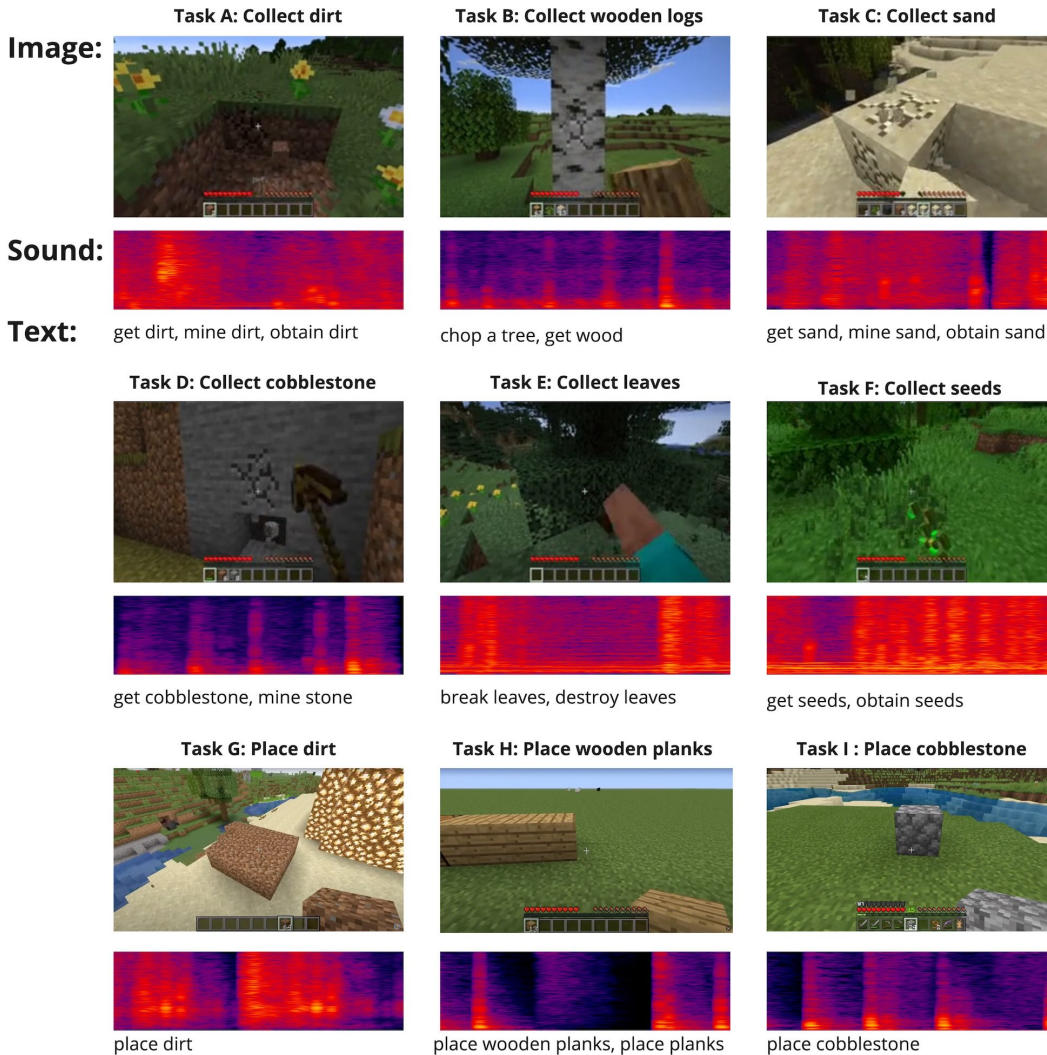 Task A: Collect dirt
Task B: Collect wooden logs
Task C: Collect sand
Image:
Sound:
Text:
get dirt, mine dirt, obtain dirt
chop a tree, get wood
get sand, mine sand, obtain sand
Task D: Collect cobblestone
Task E: Collect leaves
Task F: Collect seeds
get cobblestone, mine stone
break leaves, destroy leaves
get seeds, obtain seeds
Task G: Place dirt
Task H: Place wooden planks
Task I : Place cobblestone
place dirt
place wooden planks, place planks
place cobblestone